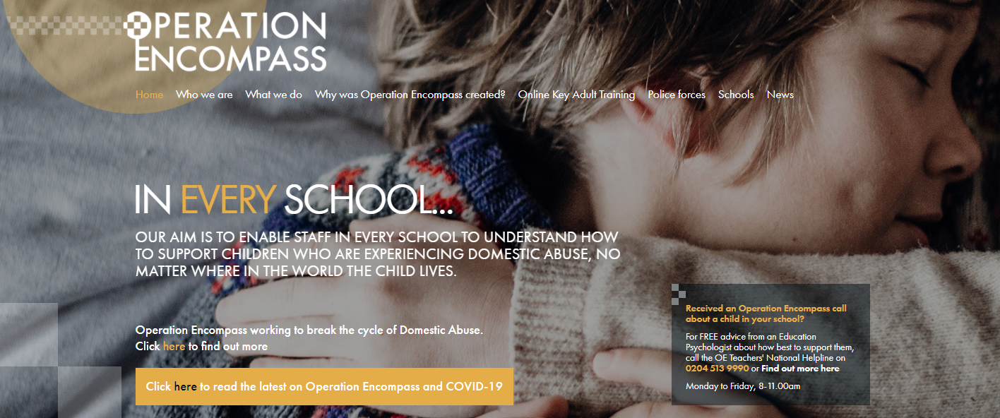 OPERATION
ENCOMPASS
Home Who we are What we do Why was Operation Encompass created? Online Key Adult Training Police forces Schools News
IN EVERY SCHOOL...
OUR AIM IS TO ENABLE STAFF IN EVERY SCHOOL TO UNDERSTAND HOW
TO SUPPORT CHILDREN WHO ARE EXPERIENCING DOMESTIC ABUSE, NO
MATTER WHERE IN THE WORLD THE CHILD LIVES.
Operation Encompass working to break the cycle of Domestic Abuse.
Click here to find out more
Click here to read the latest on Operation Encompass and COVID-19
Received an Operation Encompass call
about a child in your school?
For FREE advice from an Education
Psychologist about how best to support them,
call the OE Teachers' National Helpline on
0204 513 9990 or Find out more here
Monday to Friday, 8-11.00am